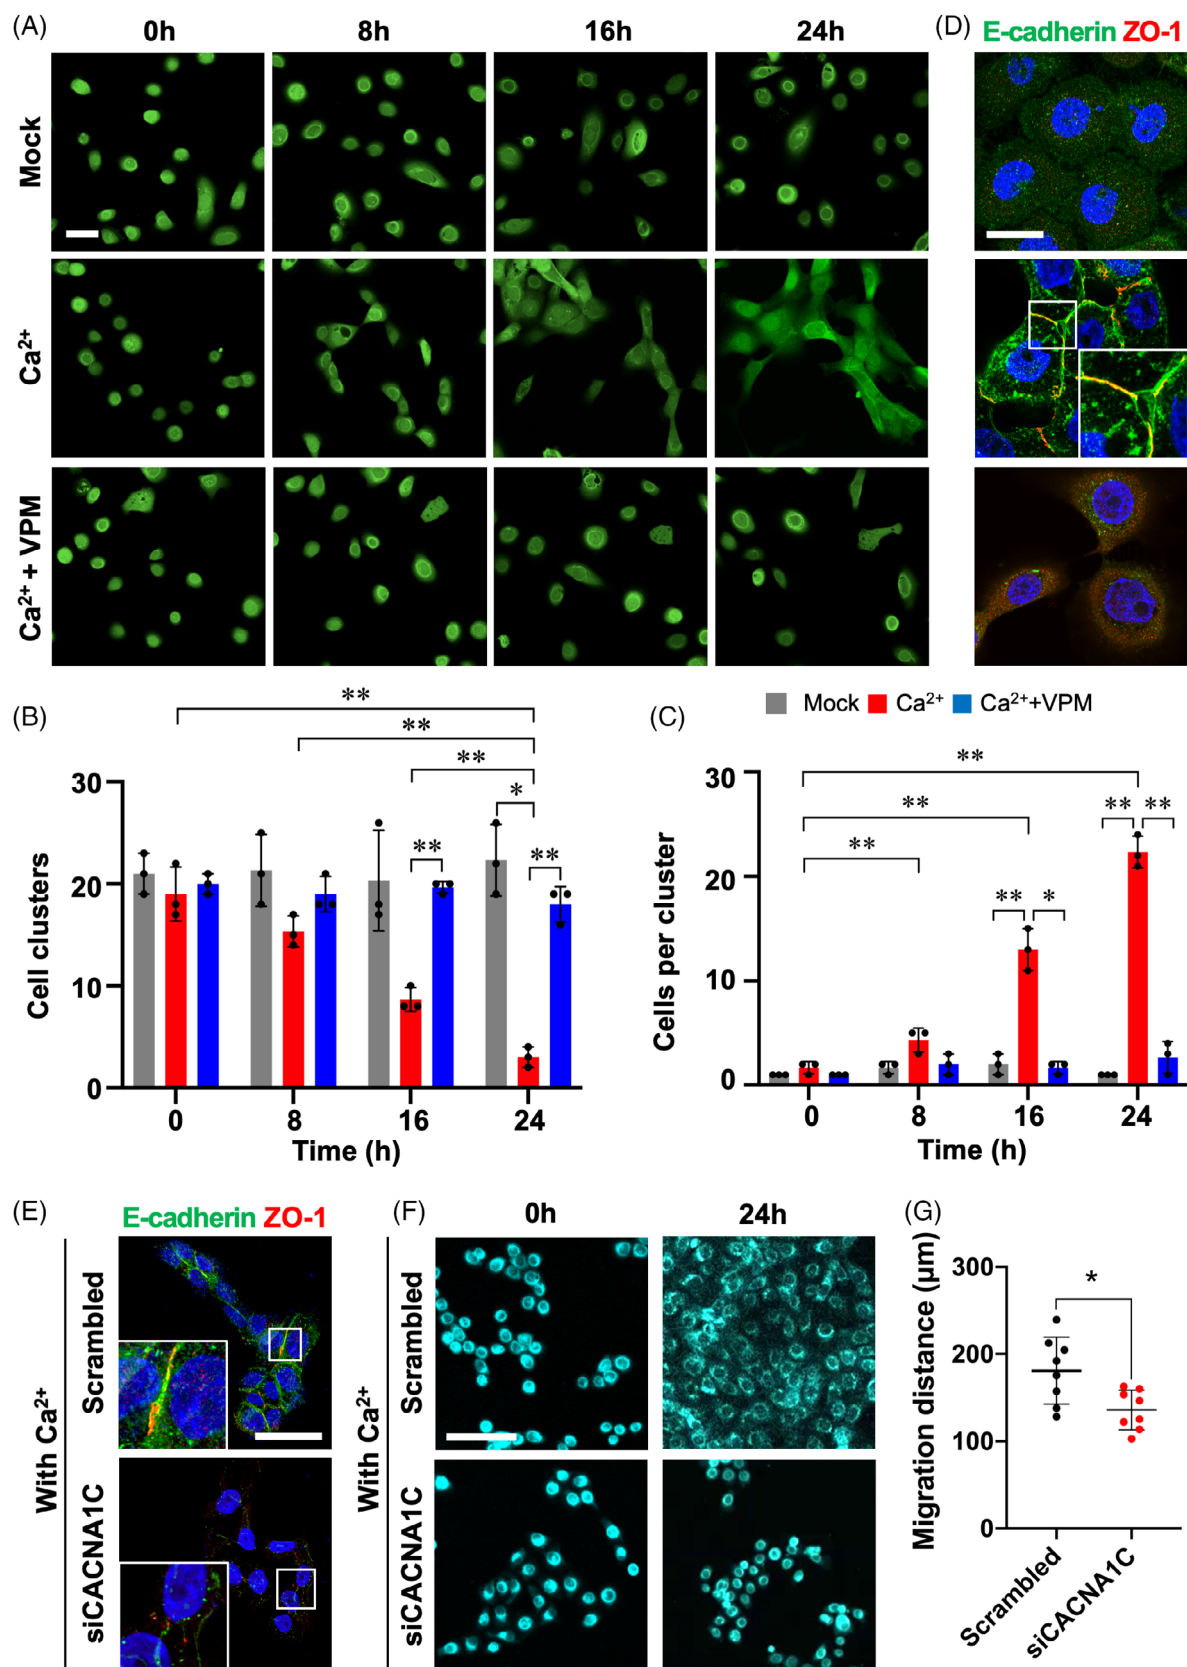 (A)
0h
8h
16h
24h
Mock
Ca²⁺
Ca²⁺ + VPM
(D)
E-cadherin ZO-1
(B)
**
**
**
*
**
**
30
20
10
0
Cell clusters
0
8
16
24
Time (h)
(C)
Mock
Ca²⁺
Ca²⁺+VPM
**
**
**
**
*
**
**
30
20
10
0
Cells per cluster
0
8
16
24
Time (h)
(E)
E-cadherin ZO-1
With Ca²⁺
Scrambled
siCACNA1C
(F)
0h
24h
With Ca²⁺
Scrambled
siCACNA1C
(G)
*
300
200
100
0
Migration distance (µm)
Scrambled
siCACNA1C